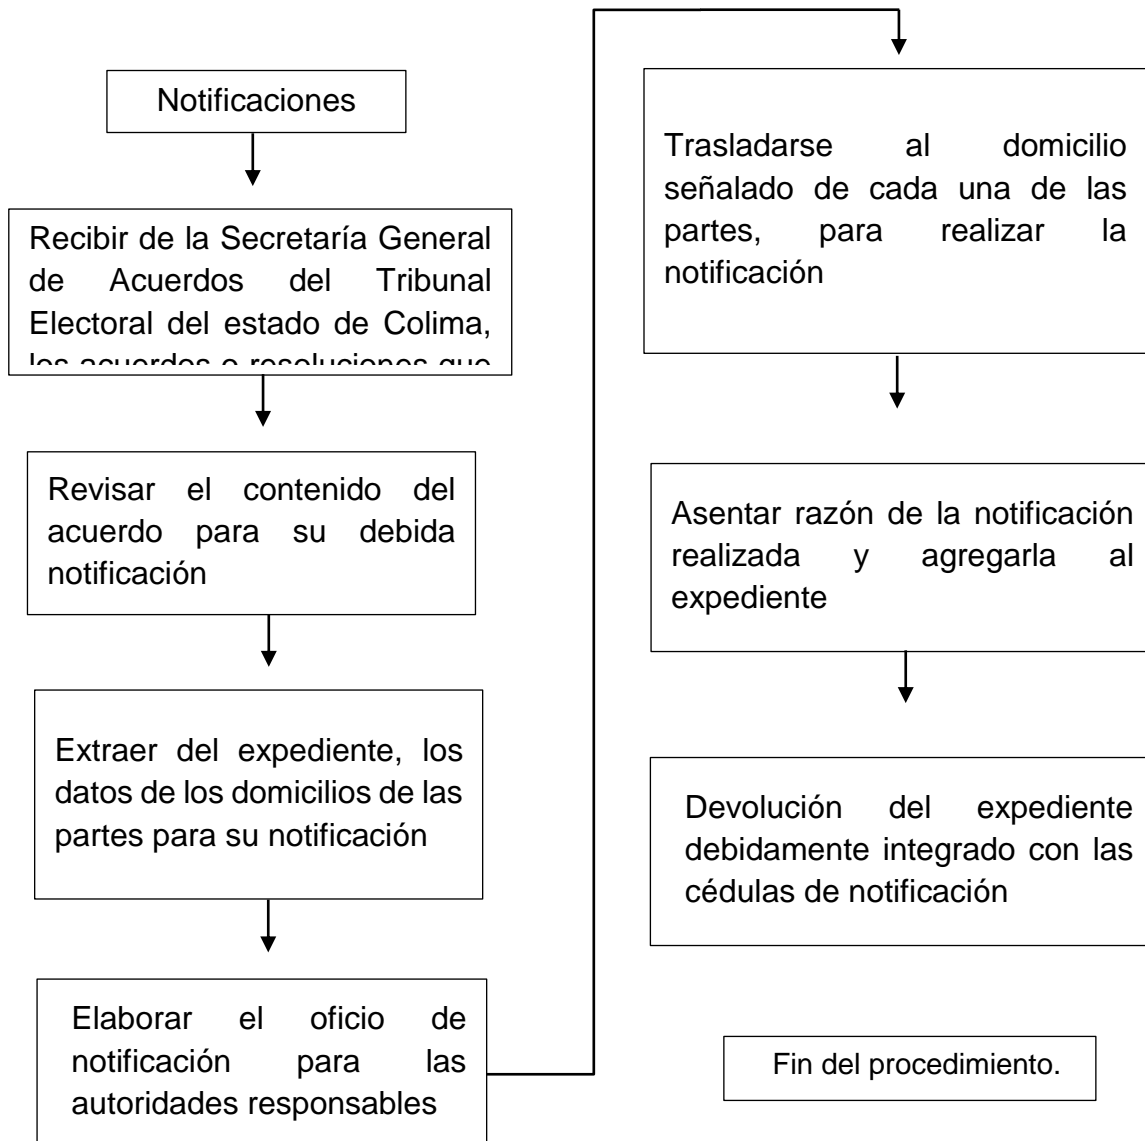 Notificaciones
Recibir de la Secretaría General
de Acuerdos del Tribunal
Electoral del estado de Colima,
los acuerdos o resoluciones que
Revisar el contenido del
acuerdo para su debida
notificación
Extraer del expediente, los
datos de los domicilios de las
partes para su notificación
Elaborar el oficio de
notificación para las
autoridades responsables
Trasladarse al domicilio
señalado de cada una de las
partes, para realizar la
notificación
Asentar razón de la notificación
realizada y agregarla al
expediente
Devolución del expediente
debidamente integrado con las
cédulas de notificación
Fin del procedimiento.